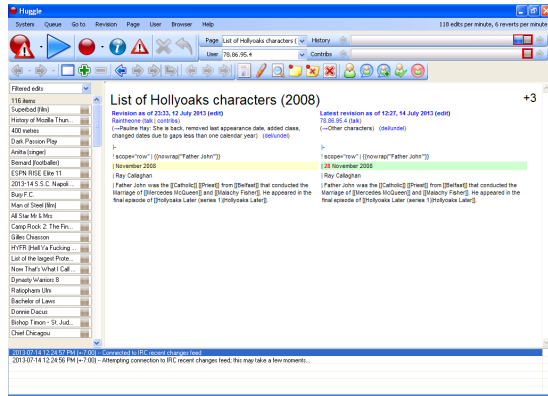 Huggle
System Queue Go to Revision Page User Browser Help
118 edits per minute, 6 reverts per minute
Page List of Hollyoaks characters ( History
User 78.86.95.4 Contribs
Filtered edits
116 items
Superbad (film)
History of Mozilla Thun...
400 metres
Dark Passion Play
Anitta (singer)
Bernard (footballer)
ESPN RISE Elite 11
2013-14 S.S.C. Napoli ...
Bury F.C.
Man of Steel (film)
All Star Mr & Mrs
Camp Rock 2: The Fin...
Gilles Chiasson
HYFR (Hell Ya Fucking ...
List of the largest Prote...
Now That's What I Call ...
Dynasty Warriors 8
Ratiopharm Ulm
Bachelor of Laws
Donnie Dacus
Bishop Timon - St. Jud...
Chief Chicagou
List of Hollyoaks characters (2008)
+3
Revision as of 23:33, 12 July 2013 (edit)
Raintheone (talk | contribs)
(→Pauline Hay: She is back, removed last appearance date, added class,
changed dates due to gaps less than one calendar year) (del/undel)
|-
! scope="row" | {{nowrap|"Father John"}}
| November 2008
| Ray Callaghan
| Father John was the [[Catholic]] [[Priest]] from [[Belfast]] that conducted the
Marriage of [[Mercedes McQueen]] and [[Malachy Fisher]]. He appeared in the
final episode of [[Hollyoaks Later (series 1)|Hollyoaks Later]].
Latest revision as of 12:27, 14 July 2013 (edit)
78.86.95.4 (talk)
(→Other characters) (del/undel)
|-
! scope="row" | {{nowrap|"Father John"}}
| 28 November 2008
| Ray Callaghan
| Father John was the [[Catholic]] [[Priest]] from [[Belfast]] that conducted the
Marriage of [[Mercedes McQueen]] and [[Malachy Fisher]]. He appeared in the
final episode of [[Hollyoaks Later (series 1)|Hollyoaks Later]].
2013-07-14 12:24:57 PM (+-7:00) -- Connected to IRC recent changes feed
2013-07-14 12:24:56 PM (+-7:00) -- Attempting connection to IRC recent changes feed; this may take a few moments...